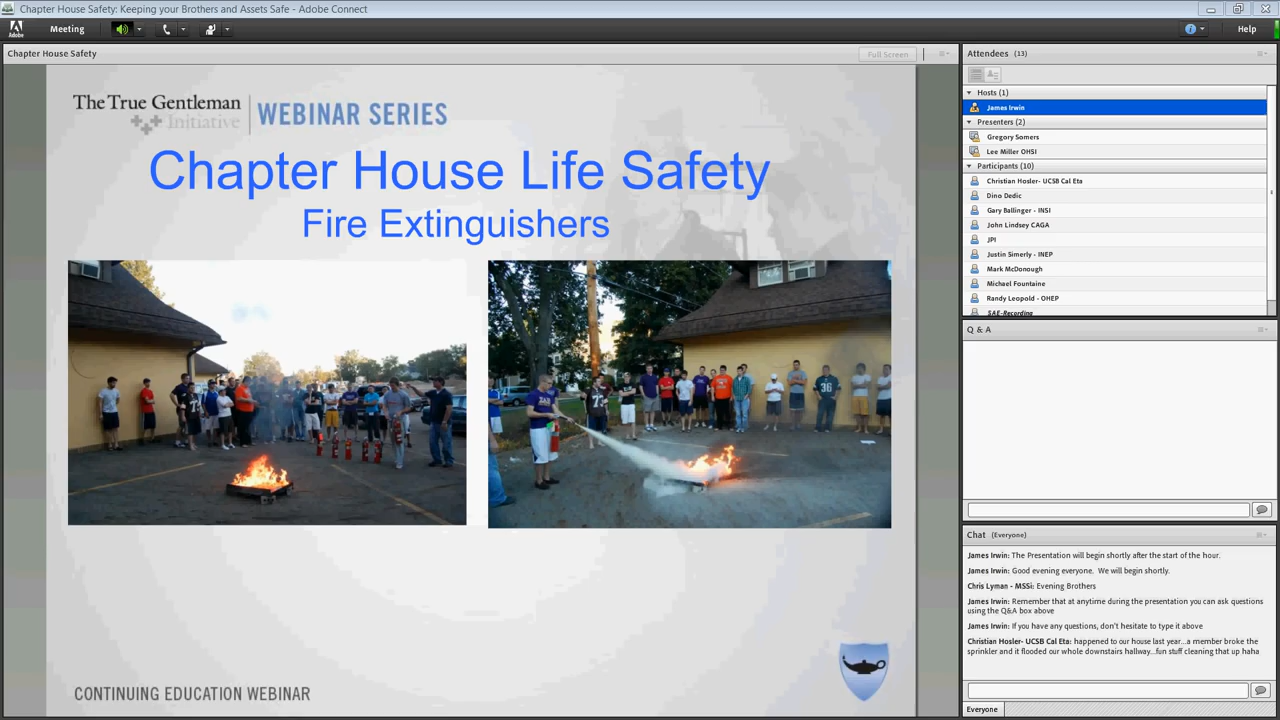 Chapter House Safety: Keeping your Brothers and Assets Safe - Adobe Connect
Adobe
Meeting
Help
Chapter House Safety
Full Screen
The True Gentleman
Initiative
WEBINAR SERIES
Chapter House Life Safety
Fire Extinguishers
36
CONTINUING EDUCATION WEBINAR
Attendees (13)
Hosts (1)
James Irwin
Presenters (2)
Gregory Somers
Lee Miller OHSI
Participants (10)
Christian Hosler- UCSB Cal Eta
Dino Dedic
Gary Ballinger - INSI
John Lindsey CAGA
JPI
Justin Simerly - INEP
Mark McDonough
Michael Fountaine
Randy Leopold - OHEP
SAE-Recording
Q & A
Chat (Everyone)
James Irwin: The Presentation will begin shortly after the start of the hour.
James Irwin: Good evening everyone. We will begin shortly.
Chris Lyman - MSSi: Evening Brothers
James Irwin: Remember that at anytime during the presentation you can ask questions
using the Q&A box above
James Irwin: If you have any questions, don't hesitate to type it above
Christian Hosler- UCSB Cal Eta: happened to our house last year...a member broke the
sprinkler and it flooded our whole downstairs hallway...fun stuff cleaning that up haha
Everyone